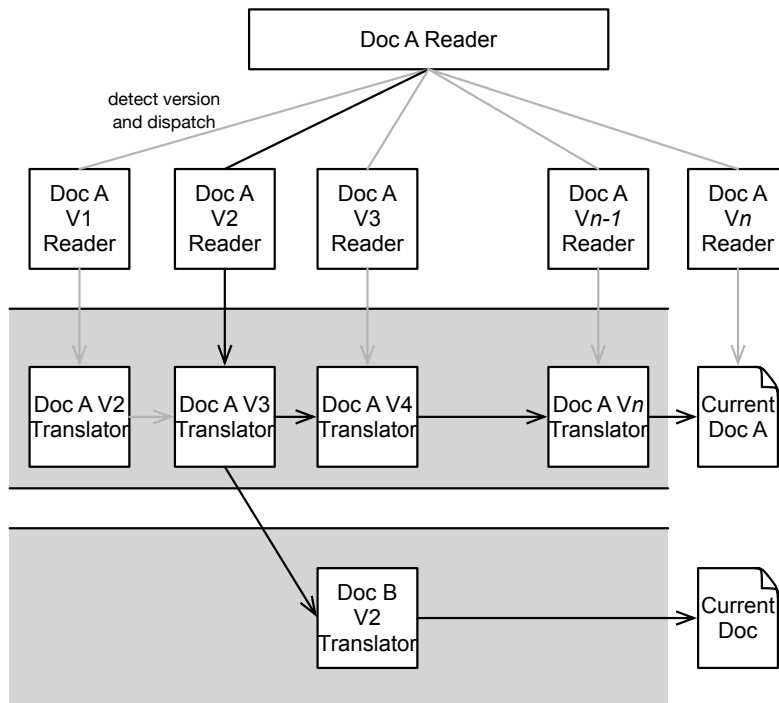 Doc A Reader
detect version
and dispatch
Doc A
V1
Reader
Doc A
V2
Reader
Doc A
V3
Reader
Doc A
Vn-1
Reader
Doc A
Vn
Reader
Doc A V2
Translator
Doc A V3
Translator
Doc A V4
Translator
Doc A Vn
Translator
Current
Doc A
Doc B
V2
Translator
Current
Doc